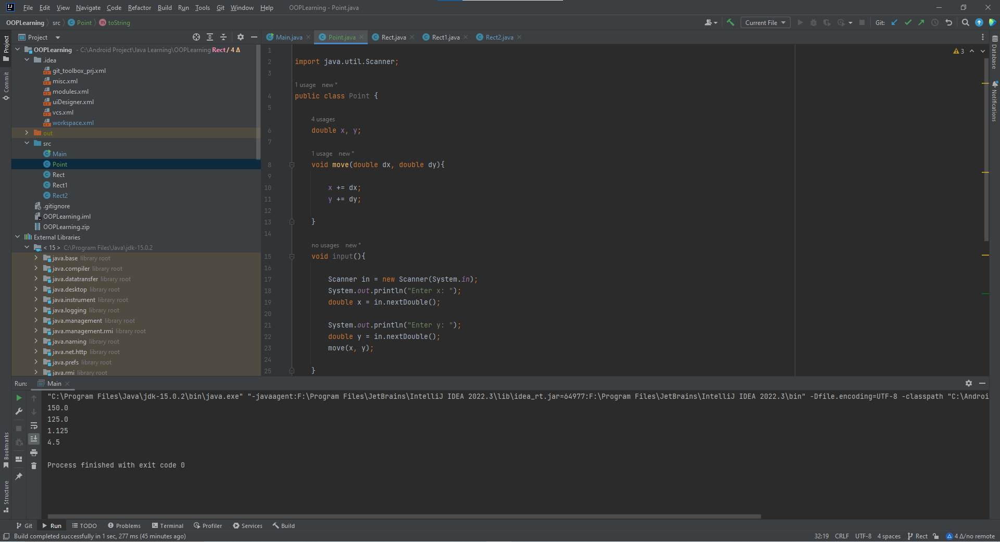 File Edit View Navigate Code Refactor Build Run Tools Git Window Help OOPLearning - Point.java
OOPLearning src Point toString Current File Git:
Project
Main.java Point.java Rect.java Rect1.java Rect2.java
Project
Commit
Bookmarks
Structure
OOPLearning - C:\Android Project\Java Learning\OOPLearning Rect / 4 Δ
.idea
git_toolbox_prj.xml
misc.xml
modules.xml
uiDesigner.xml
vcs.xml
workspace.xml
out
src
Main
Point
Rect
Rect1
Rect2
.gitignore
OOPLearning.iml
OOPLearning.zip
External Libraries
< 15 > C:\Program Files\Java\jdk-15.0.2
java.base library root
java.compiler library root
java.datatransfer library root
java.desktop library root
java.instrument library root
java.logging library root
java.management library root
java.management.rmi library root
java.naming library root
java.net.http library root
java.prefs library root
java.rmi library root
1
2 import java.util.Scanner;
3
1 usage new *
4 public class Point {
5
4 usages
6 double x, y;
7
1 usage new *
8 void move(double dx, double dy){
9
10 x += dx;
11 y += dy;
12
13 }
14
no usages new *
15 void input(){
16
17 Scanner in = new Scanner(System.in);
18 System.out.println("Enter x: ");
19 double x = in.nextDouble();
20
21 System.out.println("Enter y: ");
22 double y = in.nextDouble();
23 move(x, y);
24
25 }
3
Database
Notifications
Run: Main
"C:\Program Files\Java\jdk-15.0.2\bin\java.exe" "-javaagent:F:\Program Files\JetBrains\IntelliJ IDEA 2022.3\lib\idea_rt.jar=64977:F:\Program Files\JetBrains\IntelliJ IDEA 2022.3\bin" -Dfile.encoding=UTF-8 -classpath "C:\Androi
150.0
125.0
1.125
4.5
Process finished with exit code 0
Git Run TODO Problems Terminal Profiler Services Build
Build completed successfully in 1 sec, 277 ms (45 minutes ago) 32:19 CRLF UTF-8 4 spaces Rect 4 Δ/no remote